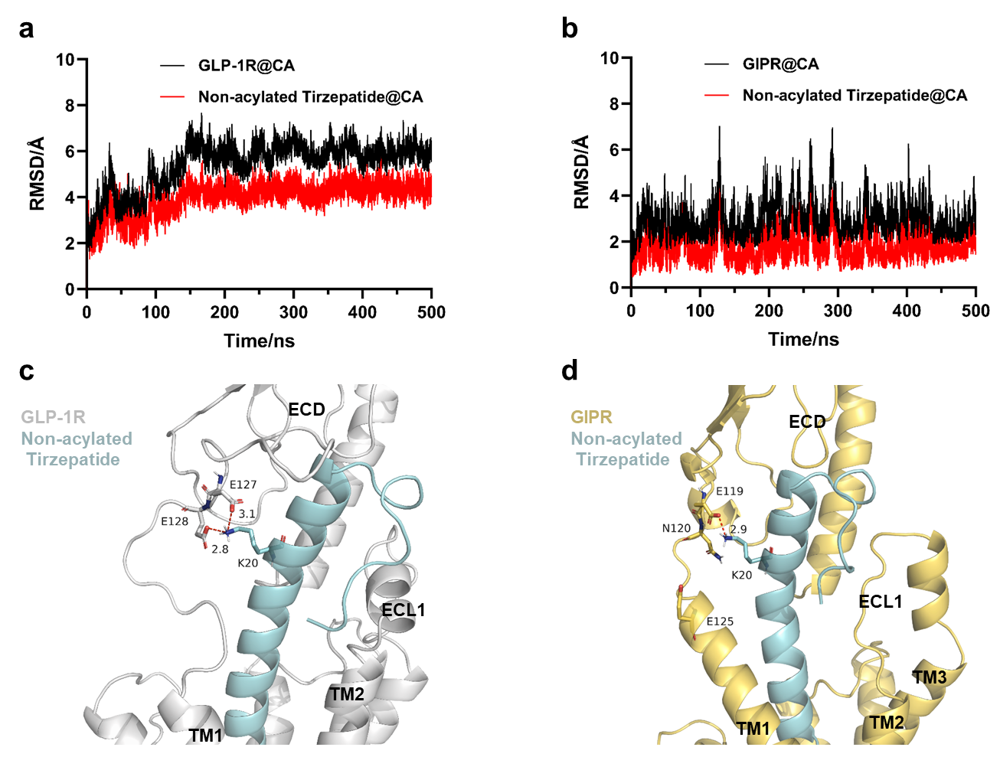 a
GLP-1R@CA
Non-acylated Tirzepatide@CA
RMSD/Å
10
8
6
4
2
0
0 100 200 300 400 500
Time/ns
b
GIPR@CA
Non-acylated Tirzepatide@CA
RMSD/Å
10
8
6
4
2
0
0 100 200 300 400 500
Time/ns
c
GLP-1R
Non-acylated
Tirzepatide
ECD
E127
3.1
E128
2.8
K20
ECL1
TM2
TM1
d
GIPR
Non-acylated
Tirzepatide
ECD
E119
N120
2.9
K20
ECL1
E125
TM3
TM2
TM1